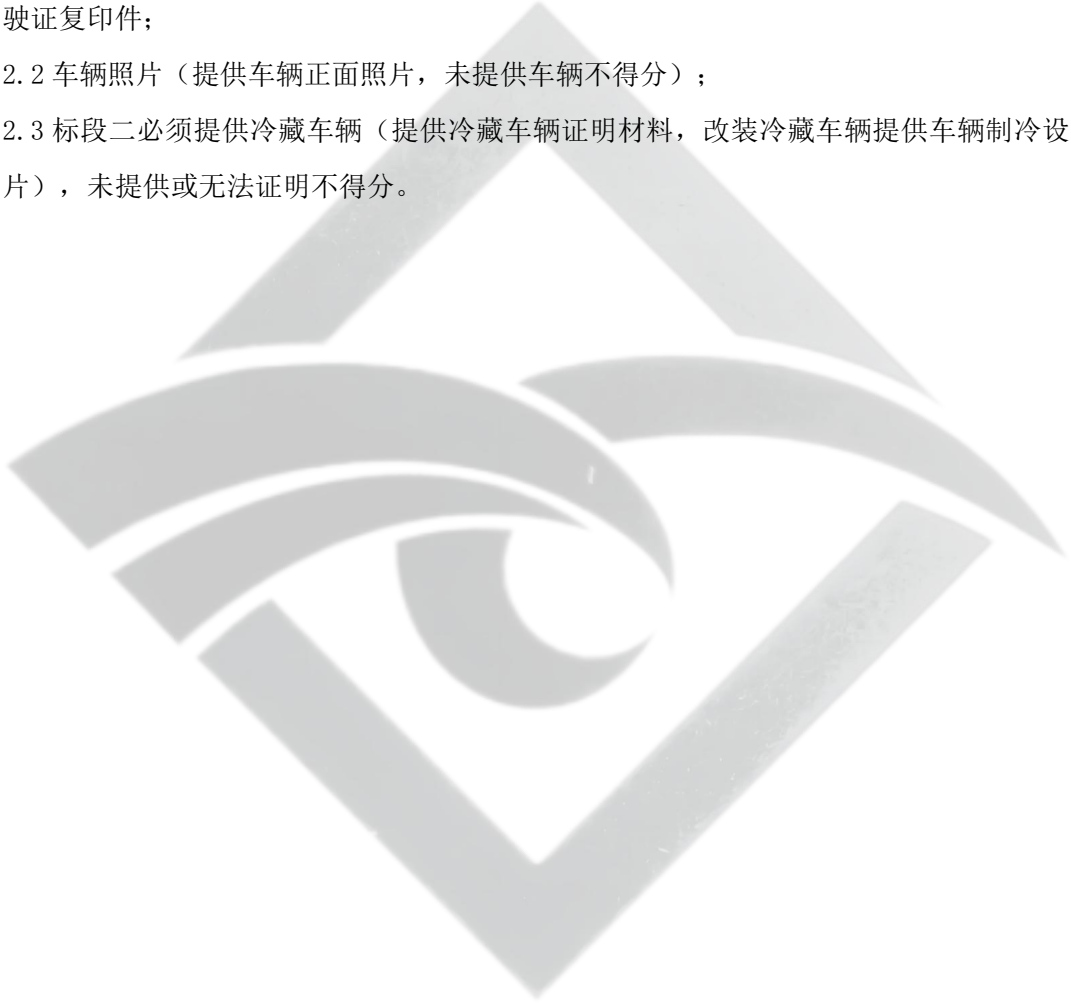 驶证复印件；
2.2 车辆照片（提供车辆正面照片，未提供车辆不得分）；
2.3 标段二必须提供冷藏车辆（提供冷藏车辆证明材料，改装冷藏车辆提供车辆制冷设
片），未提供或无法证明不得分。